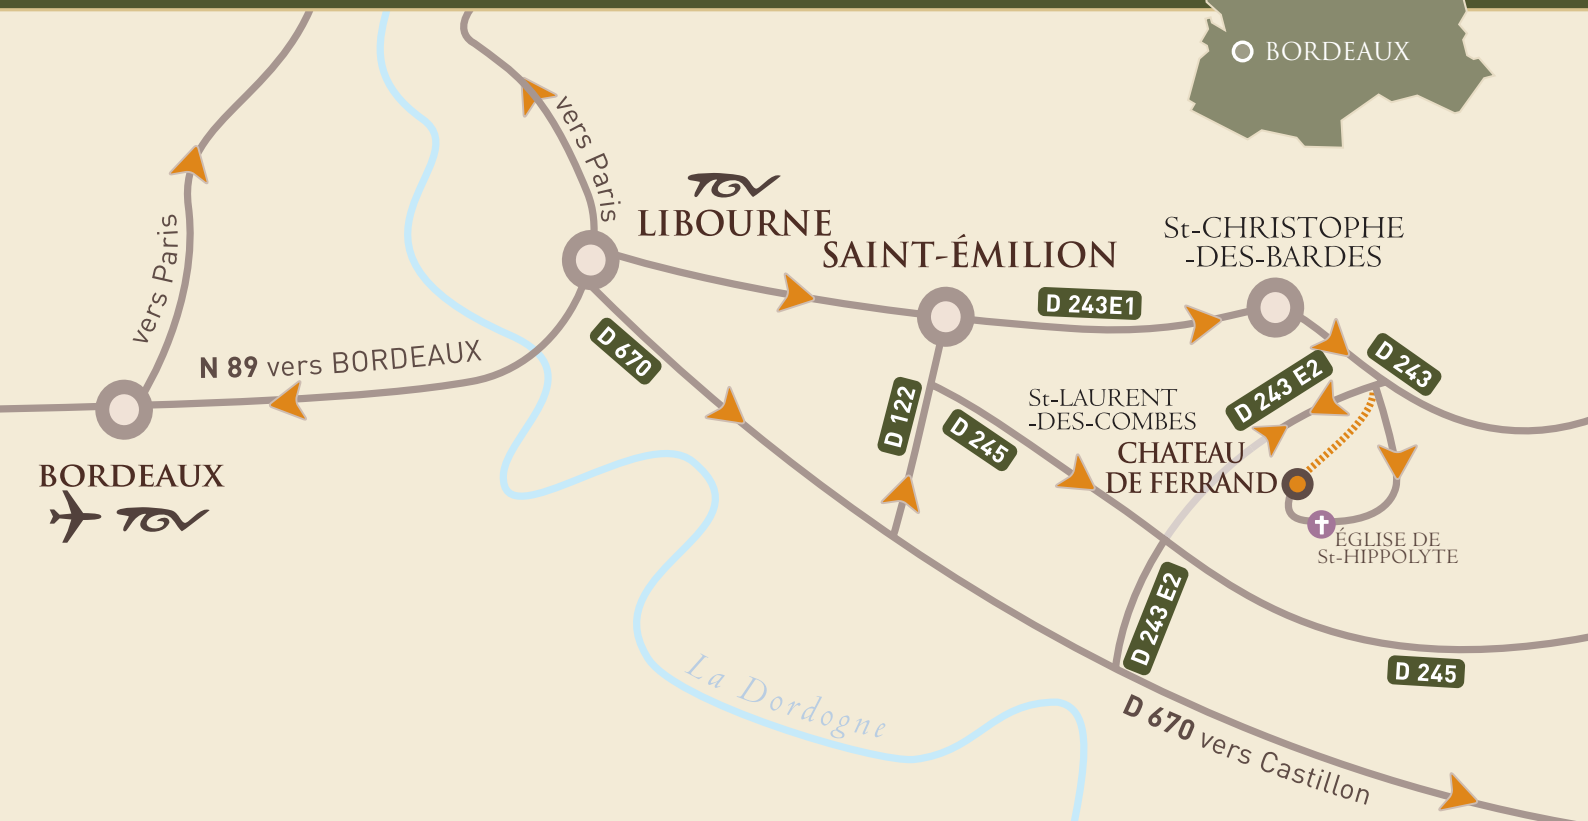 BORDEAUX
vers Paris
vers Paris
TGV
LIBOURNE
SAINT-ÉMILION
St-CHRISTOPHE
-DES-BARDES
D 243E1
N 89 vers BORDEAUX
D 670
D 243
D 243 E2
D 122
D 245
St-LAURENT
-DES-COMBES
CHATEAU
DE FERRAND
BORDEAUX
TGV
ÉGLISE DE
St-HIPPOLYTE
D 243 E2
D 245
La Dordogne
D 670 vers Castillon